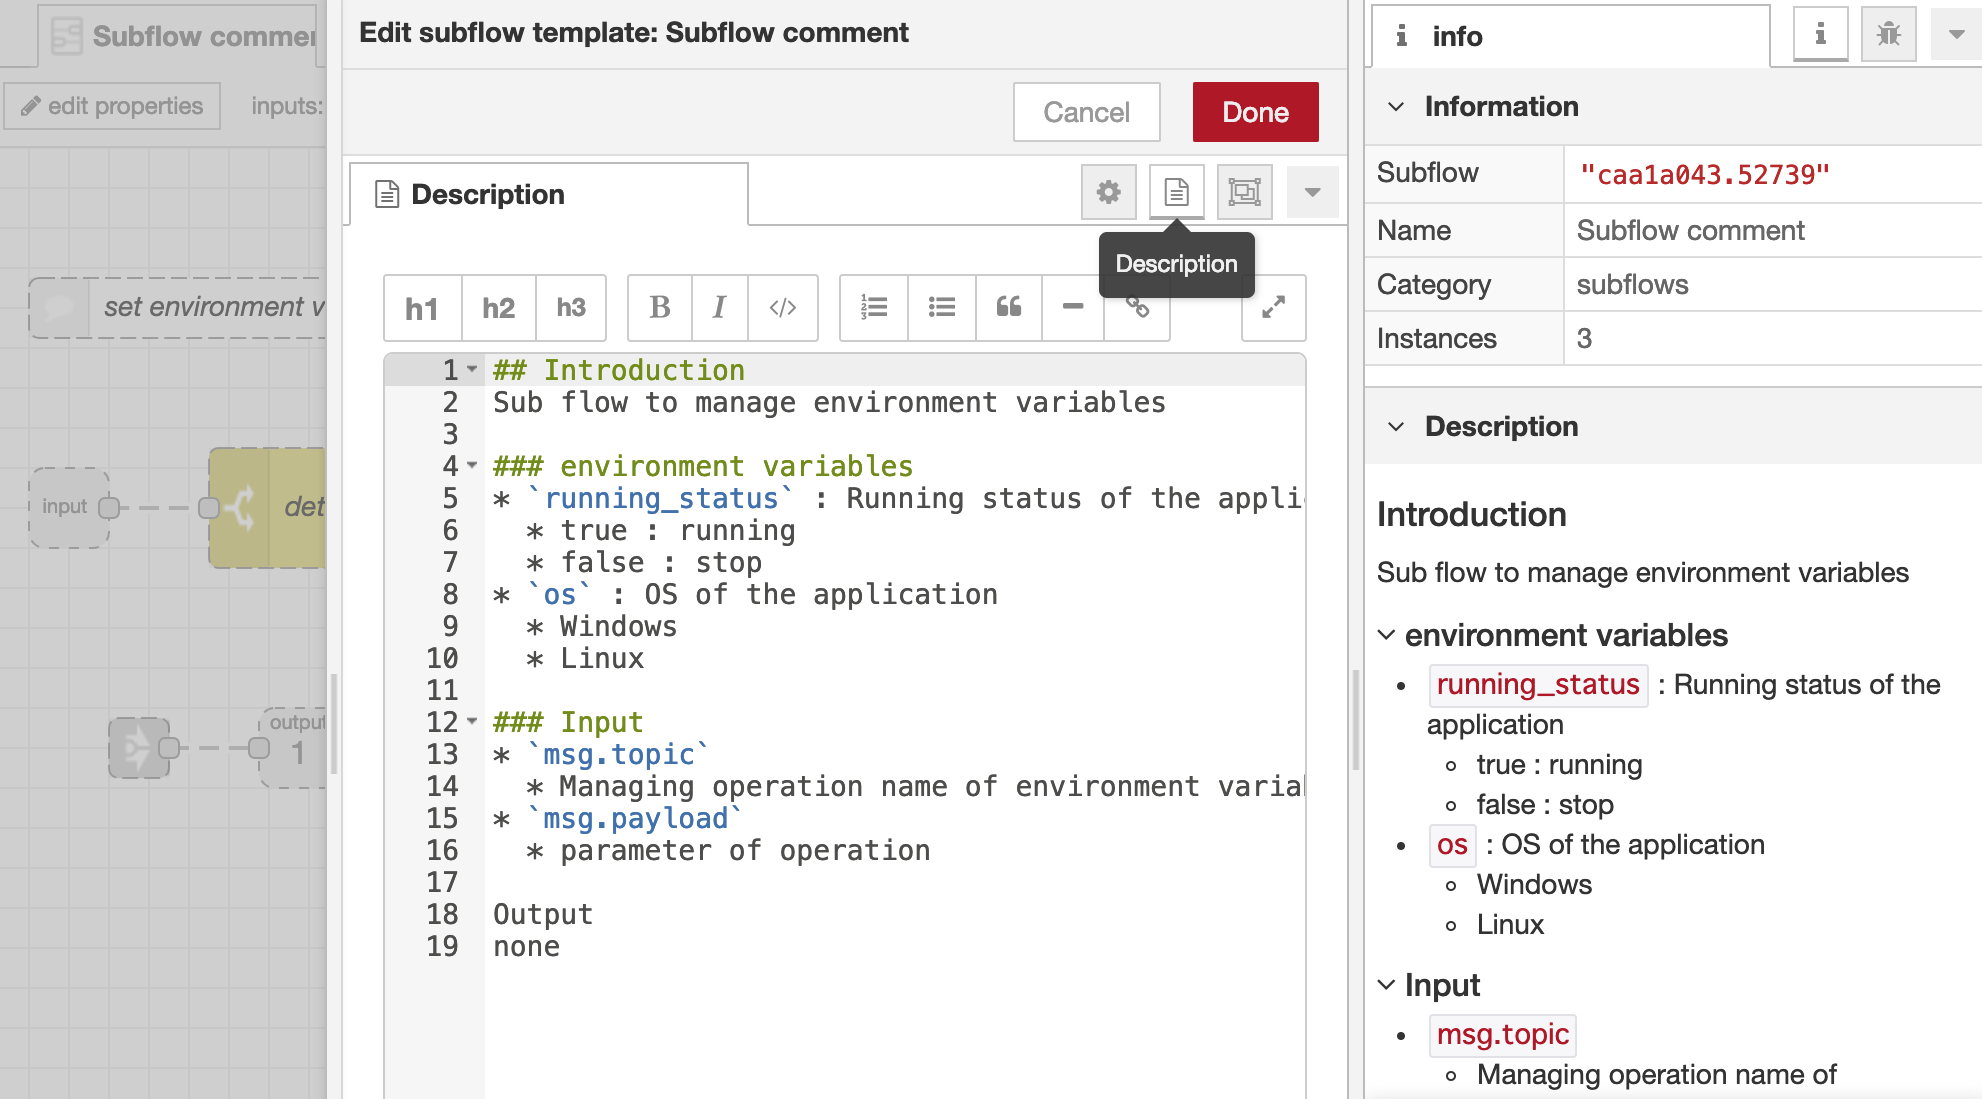 Subflow commen
edit properties
inputs:
set environment v
input
det
output
1
Edit subflow template: Subflow comment
Cancel
Done
Description
Description
h1 h2 h3 B I </>
1 ## Introduction
2 Sub flow to manage environment variables
3
4 ### environment variables
5 * `running_status` : Running status of the appli
6 * true : running
7 * false : stop
8 * `os` : OS of the application
9 * Windows
10 * Linux
11
12 ### Input
13 * `msg.topic`
14 * Managing operation name of environment varia
15 * `msg.payload`
16 * parameter of operation
17
18 Output
19 none
info
Information
Subflow "caa1a043.52739"
Name Subflow comment
Category subflows
Instances 3
Description
Introduction
Sub flow to manage environment variables
environment variables
running_status : Running status of the
application
true : running
false : stop
os : OS of the application
Windows
Linux
Input
msg.topic
Managing operation name of